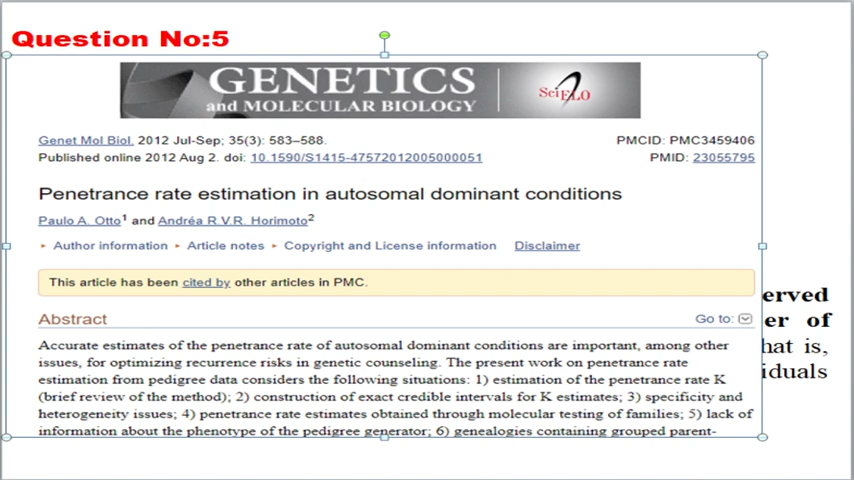 Question No:5
GENETICS
and MOLECULAR BIOLOGY
SciELO
Genet Mol Biol. 2012 Jul-Sep; 35(3): 583–588.
PMCID: PMC3459406
Published online 2012 Aug 2. doi: 10.1590/S1415-47572012005000051
PMID: 23055795
Penetrance rate estimation in autosomal dominant conditions
Paulo A. Otto1 and Andréa R.V.R. Horimoto2
Author information Article notes Copyright and License information Disclaimer
This article has been cited by other articles in PMC.
Abstract
Go to:
Accurate estimates of the penetrance rate of autosomal dominant conditions are important, among other
issues, for optimizing recurrence risks in genetic counseling. The present work on penetrance rate
estimation from pedigree data considers the following situations: 1) estimation of the penetrance rate K
(brief review of the method); 2) construction of exact credible intervals for K estimates; 3) specificity and
heterogeneity issues; 4) penetrance rate estimates obtained through molecular testing of families; 5) lack of
information about the phenotype of the pedigree generator; 6) genealogies containing grouped parent-
erved
er of
hat is,
iduals